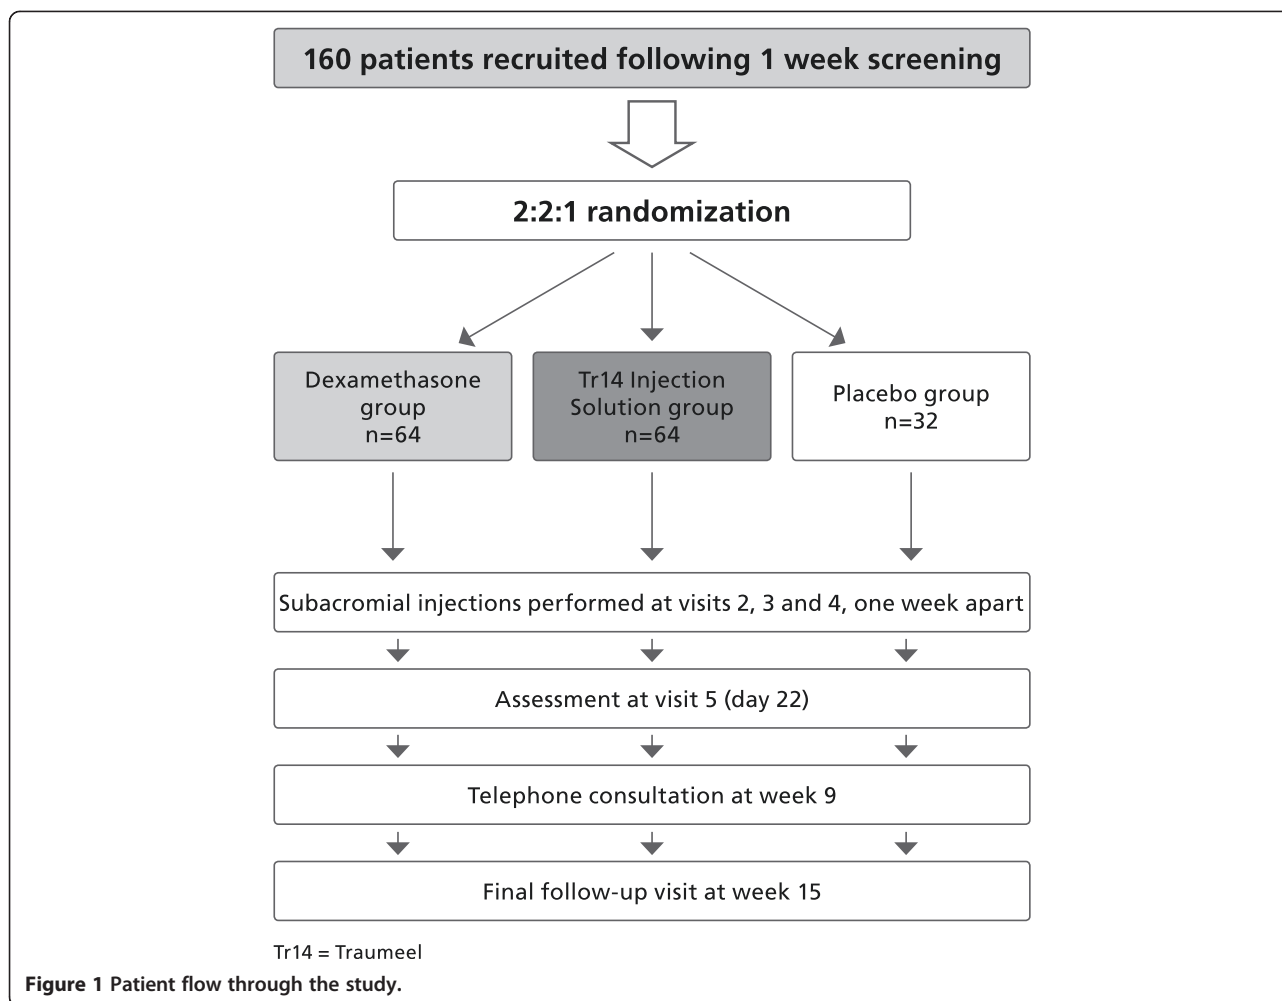 160 patients recruited following 1 week screening
2:2:1 randomization
Dexamethasone
group
n=64
Tr14 Injection
Solution group
n=64
Placebo group
n=32
Subacromial injections performed at visits 2, 3 and 4, one week apart
Assessment at visit 5 (day 22)
Telephone consultation at week 9
Final follow-up visit at week 15
Tr14 = Traumeel
Figure 1 Patient flow through the study.